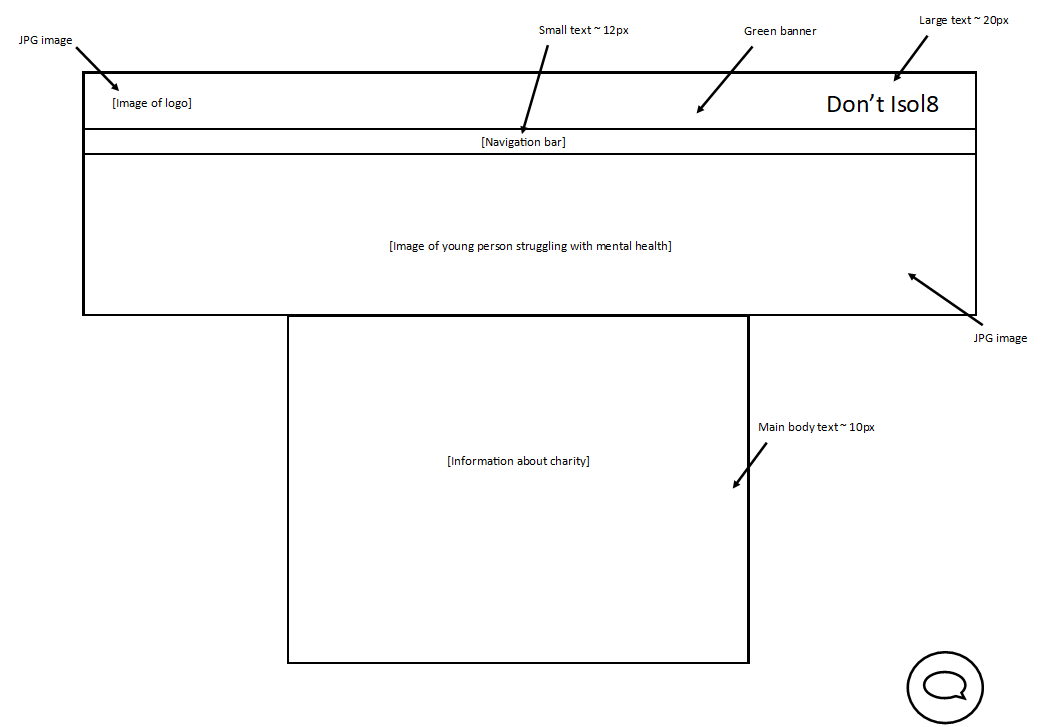 Large text ~ 20px
Small text ~ 12px
Green banner
JPG image
[Image of logo]
Don't Isol8
[Navigation bar]
[Image of young person struggling with mental health]
JPG image
Main body text ~ 10px
[Information about charity]